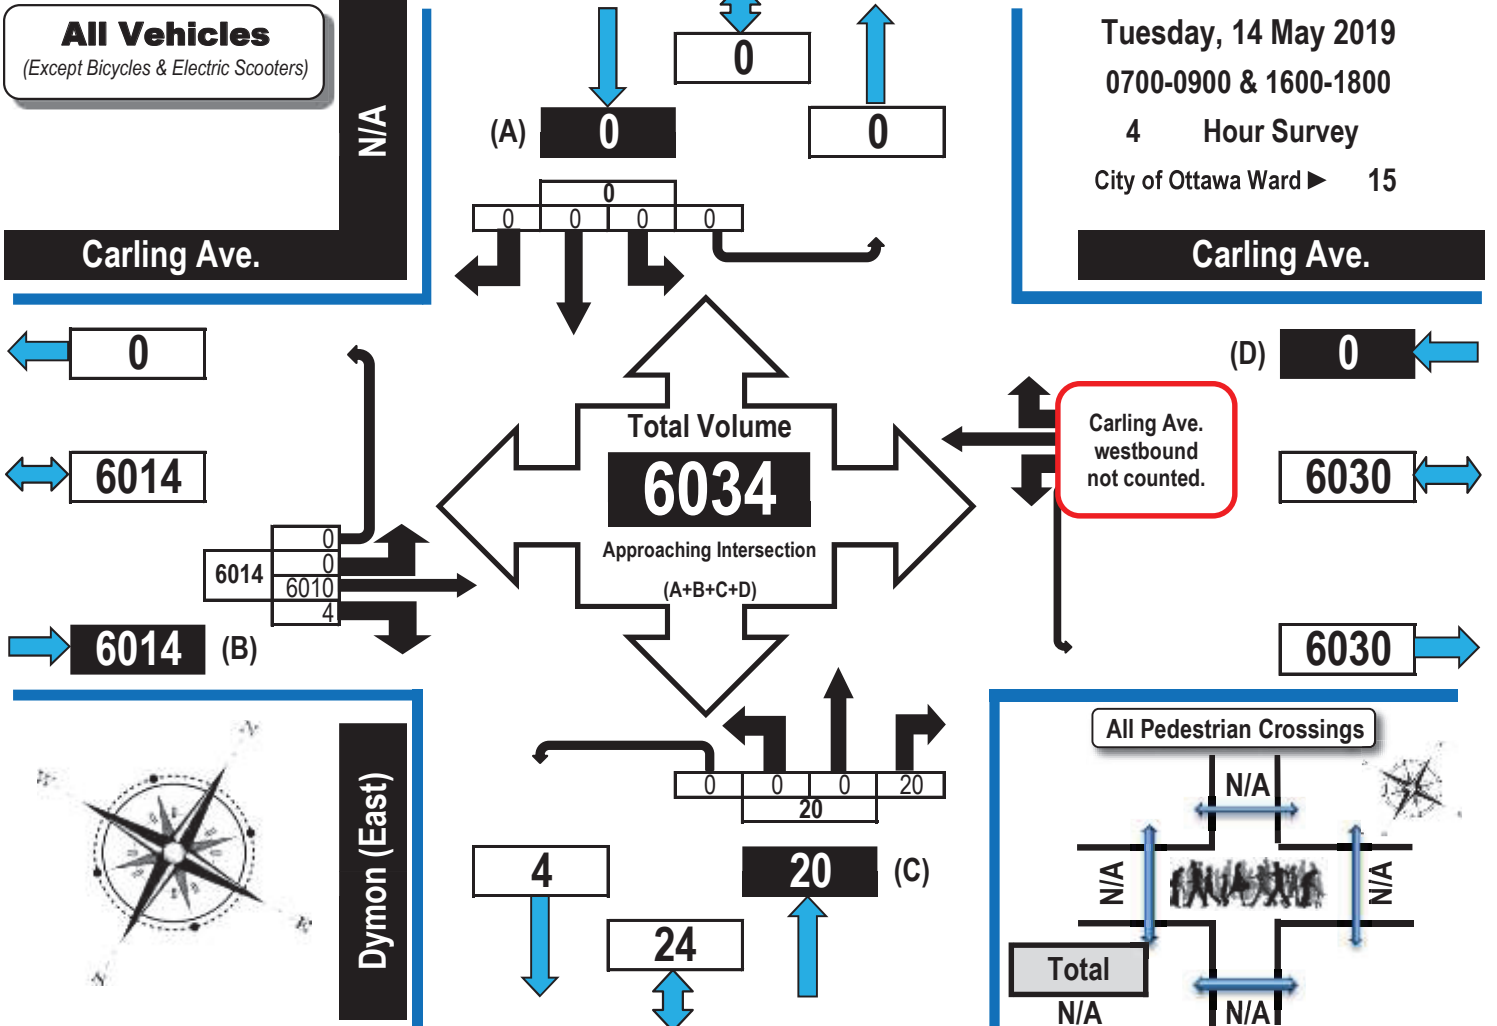 All Vehicles
(Except Bicycles & Electric Scooters)
N/A
Carling Ave.
0
(A) 0
0
0
0 0 0 0
Tuesday, 14 May 2019
0700-0900 & 1600-1800
4 Hour Survey
City of Ottawa Ward ► 15
Carling Ave.
0
6014
0
0
6014
6010
4
6014 (B)
Total Volume
6034
Approaching Intersection
(A+B+C+D)
(D) 0
Carling Ave.
westbound
not counted.
6030
6030
Dymon (East)
0 0 0 20
20
4
20 (C)
24
All Pedestrian Crossings
N/A
N/A
N/A
Total
N/A
N/A